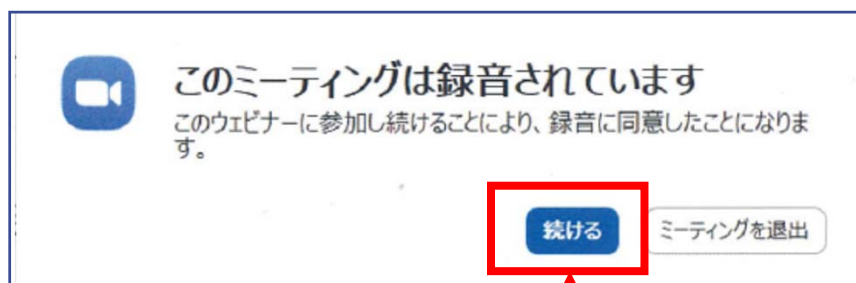 このミーティングは録音されています
このウェビナーに参加し続けることにより、録音に同意したことになりま
す。
続ける
ミーティングを退出